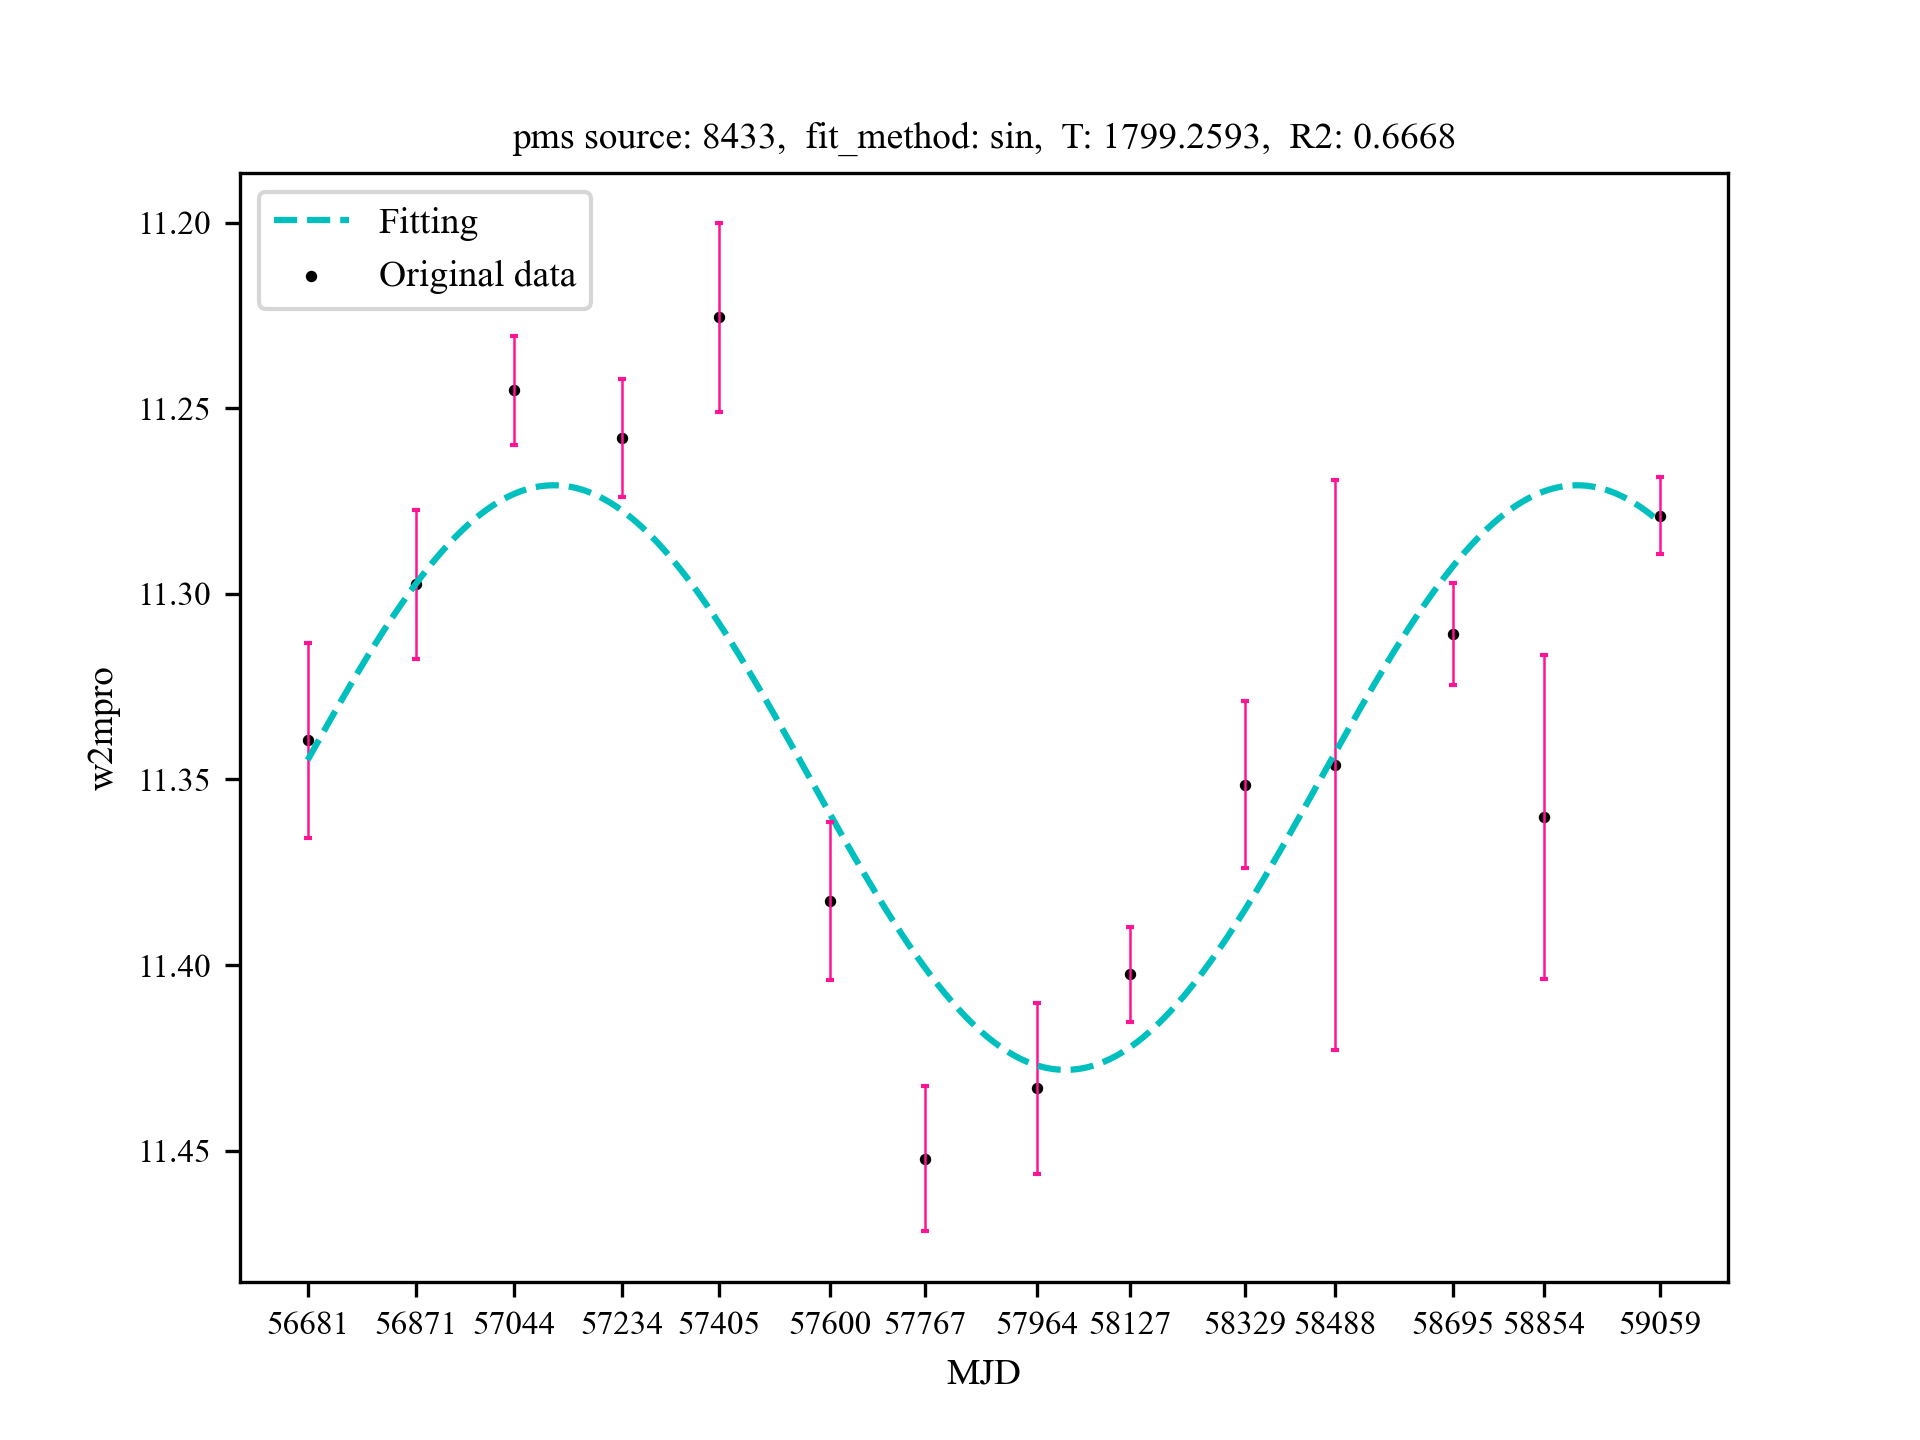 pms source: 8433,  fit_method: sin,  T: 1799.2593,  R2: 0.6668
Fitting
Original data
11.20
11.25
11.30
11.35
11.40
11.45
w2mpro
56681 56871 57044 57234 57405 57600 57767 57964 58127 58329 58488 58695 58854 59059
MJD